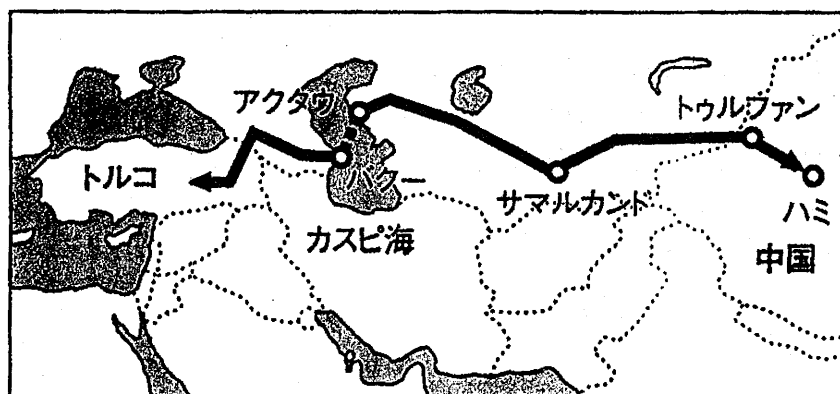 アクタウ
トゥルファン
トルコ
バクー
サマルカンド
ハミ
カスピ海
中国